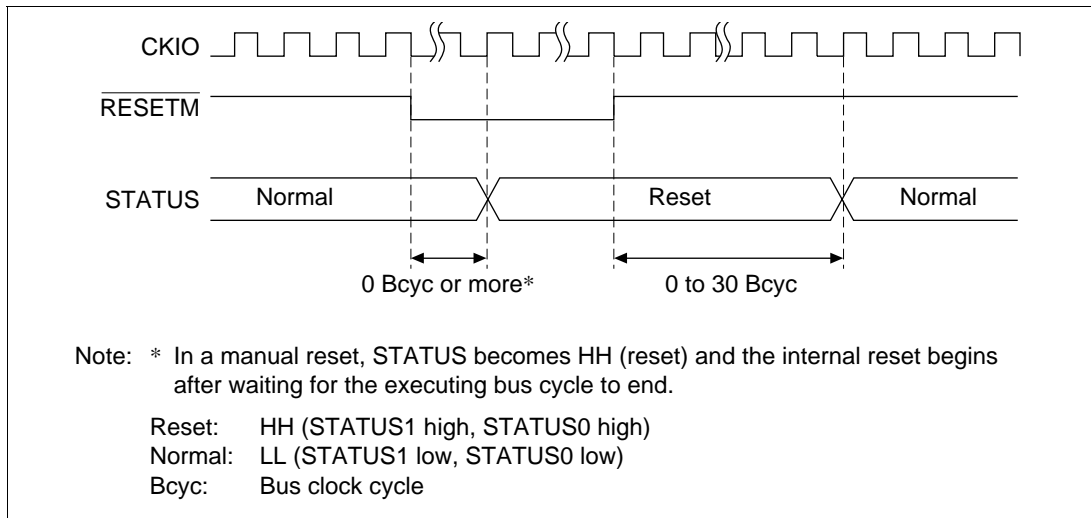 CKIO
RESETM
STATUS Normal Reset Normal
0 Bcyc or more* 0 to 30 Bcyc
Note: * In a manual reset, STATUS becomes HH (reset) and the internal reset begins
after waiting for the executing bus cycle to end.
Reset: HH (STATUS1 high, STATUS0 high)
Normal: LL (STATUS1 low, STATUS0 low)
Bcyc: Bus clock cycle